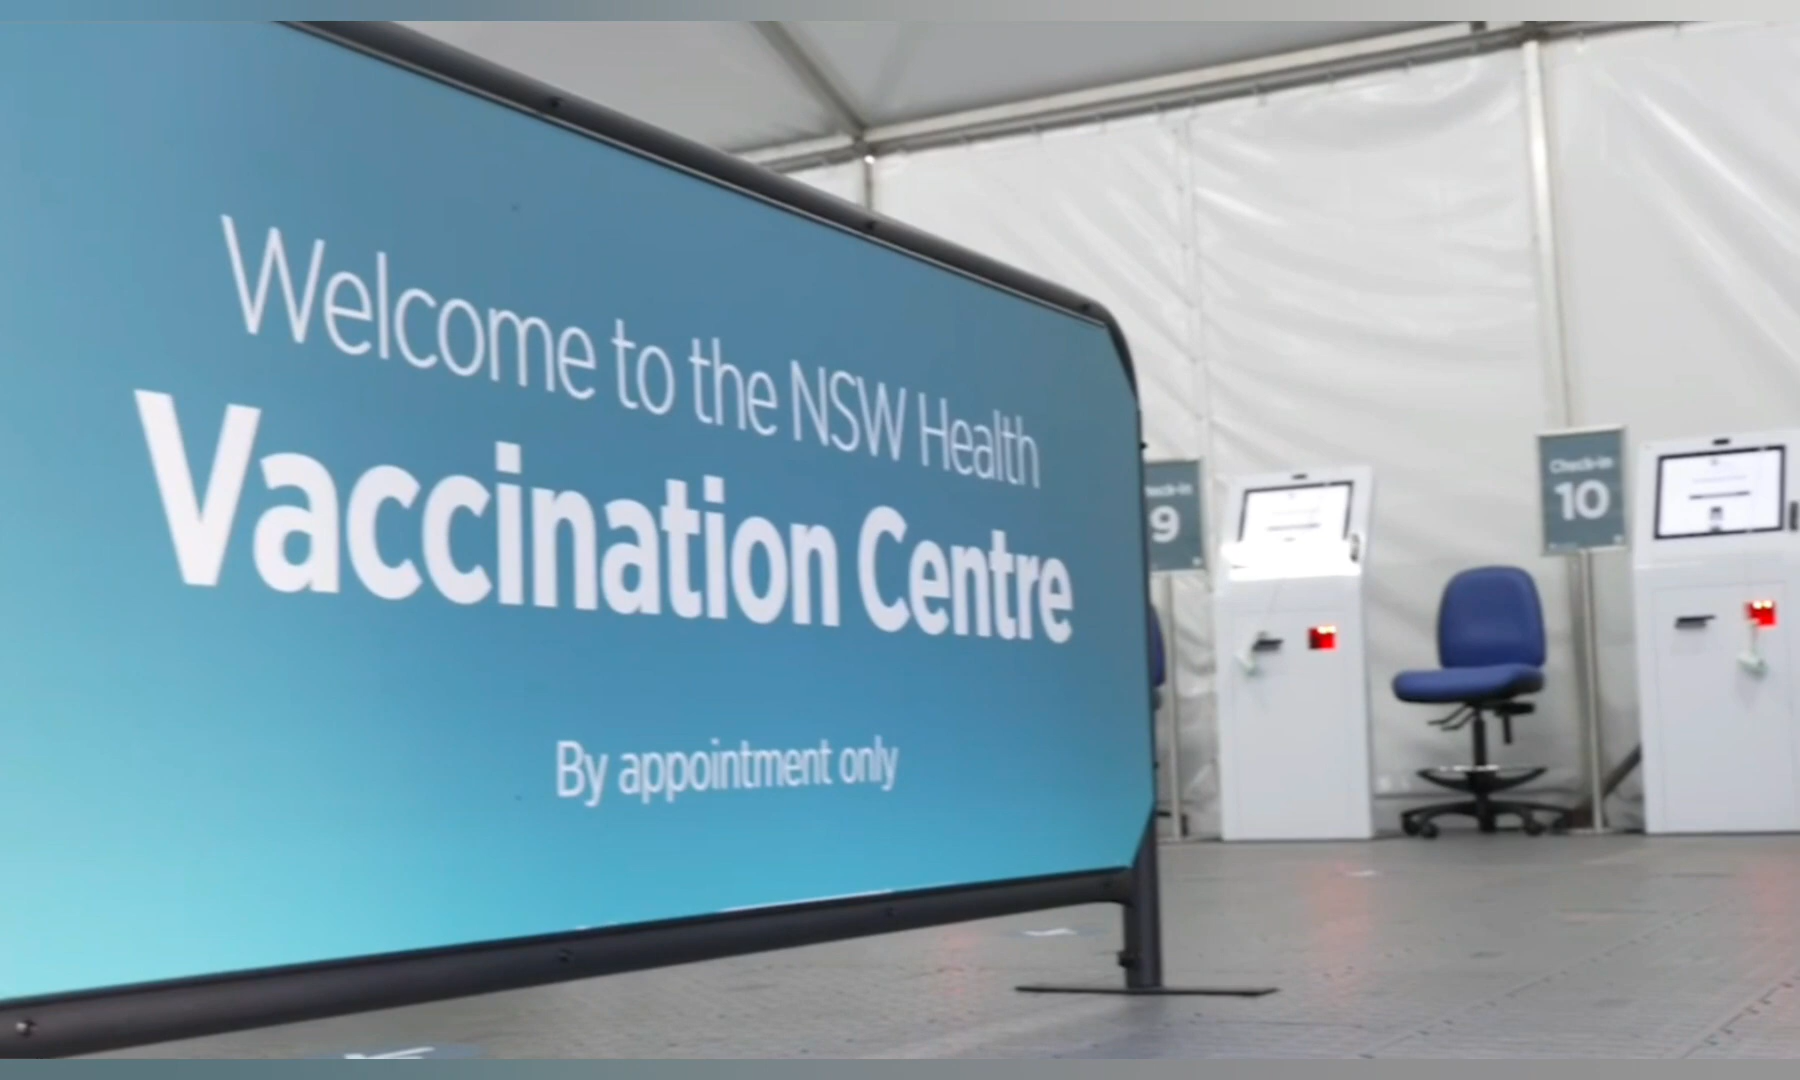 Welcome to the NSW Health
Vaccination Centre
By appointment only
9
Check-in
10